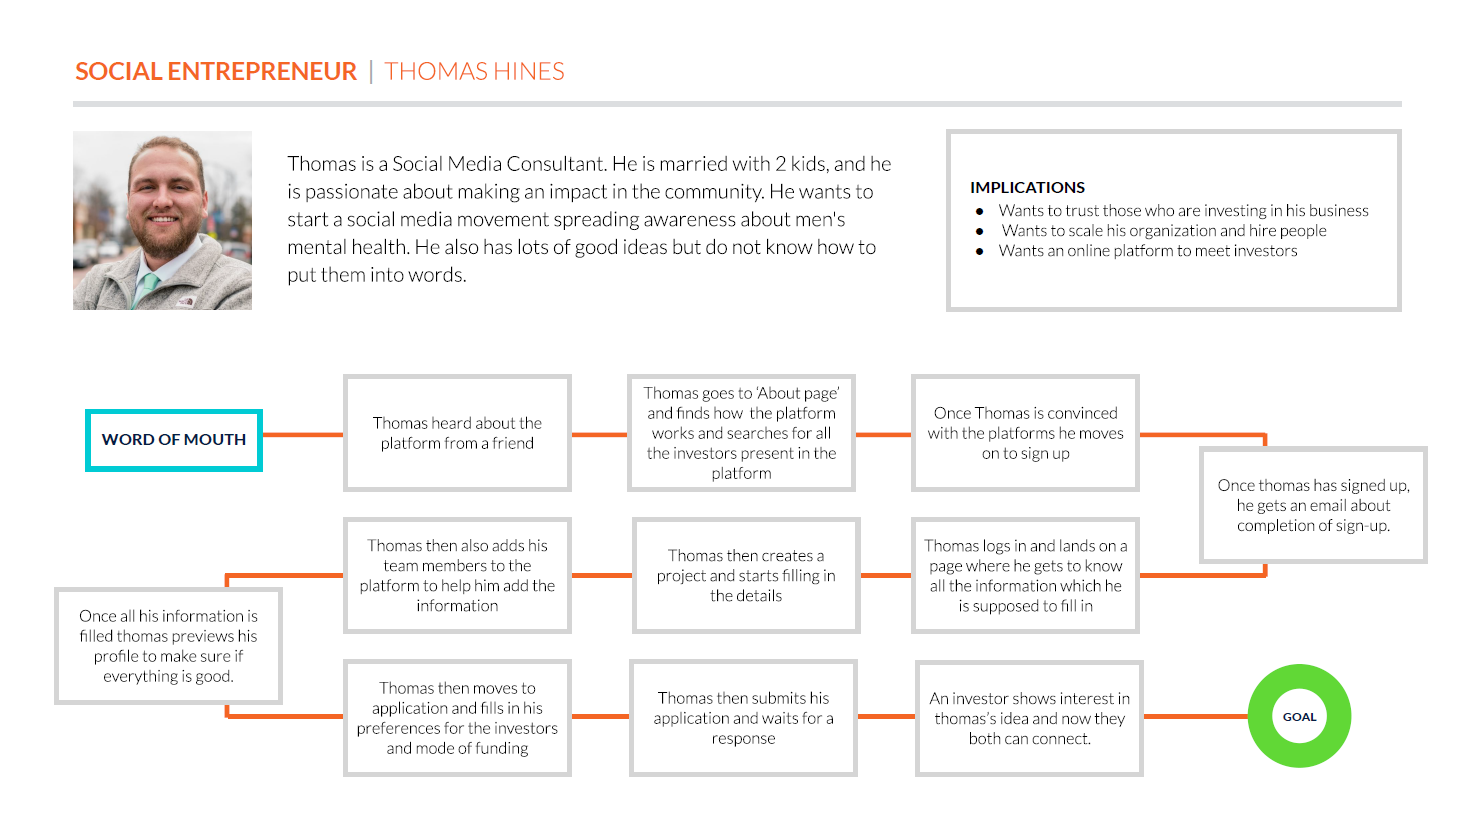 SOCIAL ENTREPRENEUR | THOMAS HINES
Thomas is a Social Media Consultant. He is married with 2 kids, and he
is passionate about making an impact in the community. He wants to
start a social media movement spreading awareness about men's
mental health. He also has lots of good ideas but do not know how to
put them into words.
IMPLICATIONS
● Wants to trust those who are investing in his business
● Wants to scale his organization and hire people
● Wants an online platform to meet investors
WORD OF MOUTH
Thomas heard about the
platform from a friend
Thomas goes to ‘About page’
and finds how the platform
works and searches for all
the investors present in the
platform
Once Thomas is convinced
with the platforms he moves
on to sign up
Once thomas has signed up,
he gets an email about
completion of sign-up.
Thomas logs in and lands on a
page where he gets to know
all the information which he
is supposed to fill in
Thomas then creates a
project and starts filling in
the details
Thomas then also adds his
team members to the
platform to help him add the
information
Once all his information is
filled thomas previews his
profile to make sure if
everything is good.
Thomas then moves to
application and fills in his
preferences for the investors
and mode of funding
Thomas then submits his
application and waits for a
response
An investor shows interest in
thomas’s idea and now they
both can connect.
GOAL